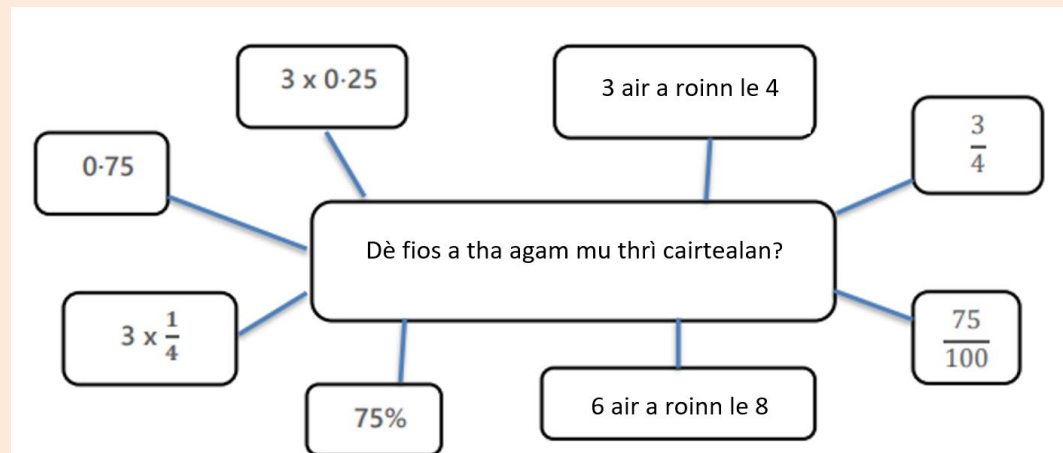 3 x 0·25
3 air a roinn le 4
3/4
0·75
Dè fios a tha agam mu thrì cairtealan?
3 x 1/4
75/100
75%
6 air a roinn le 8